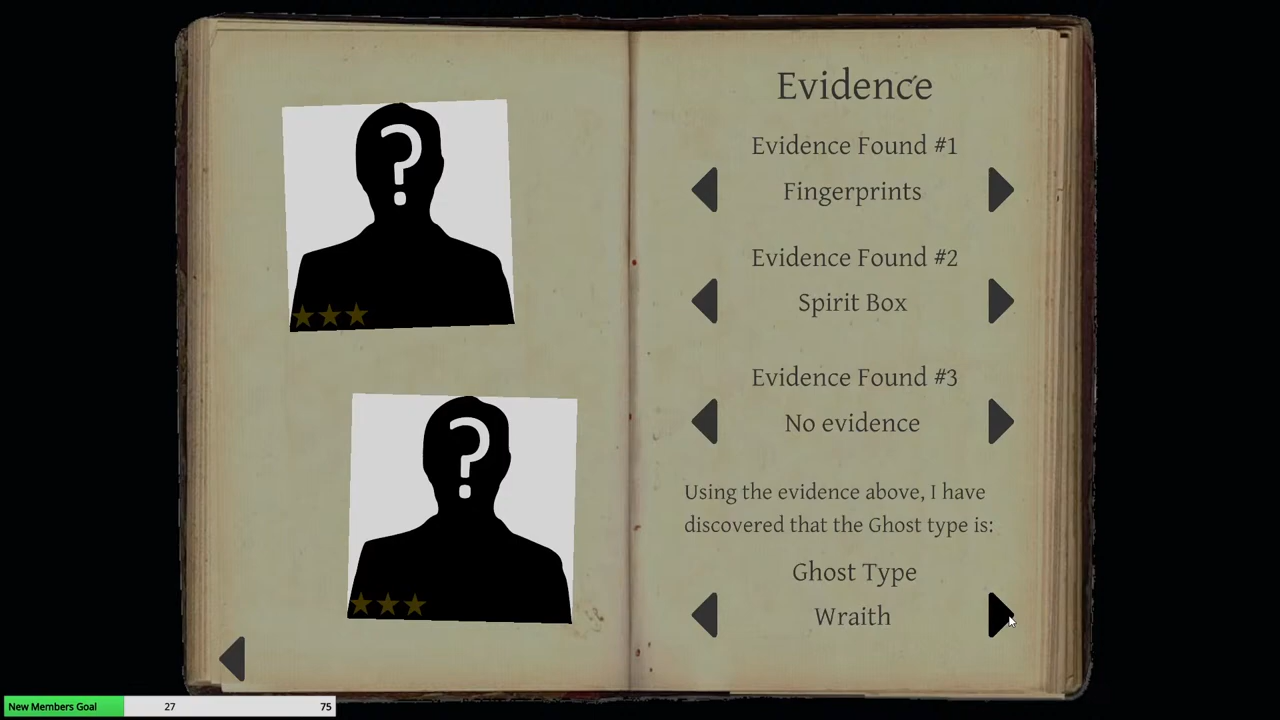 ?
?
Evidence
Evidence Found #1
Fingerprints
Evidence Found #2
Spirit Box
Evidence Found #3
No evidence
Using the evidence above, I have
discovered that the Ghost type is:
Ghost Type
Wraith
New Members Goal 27 75